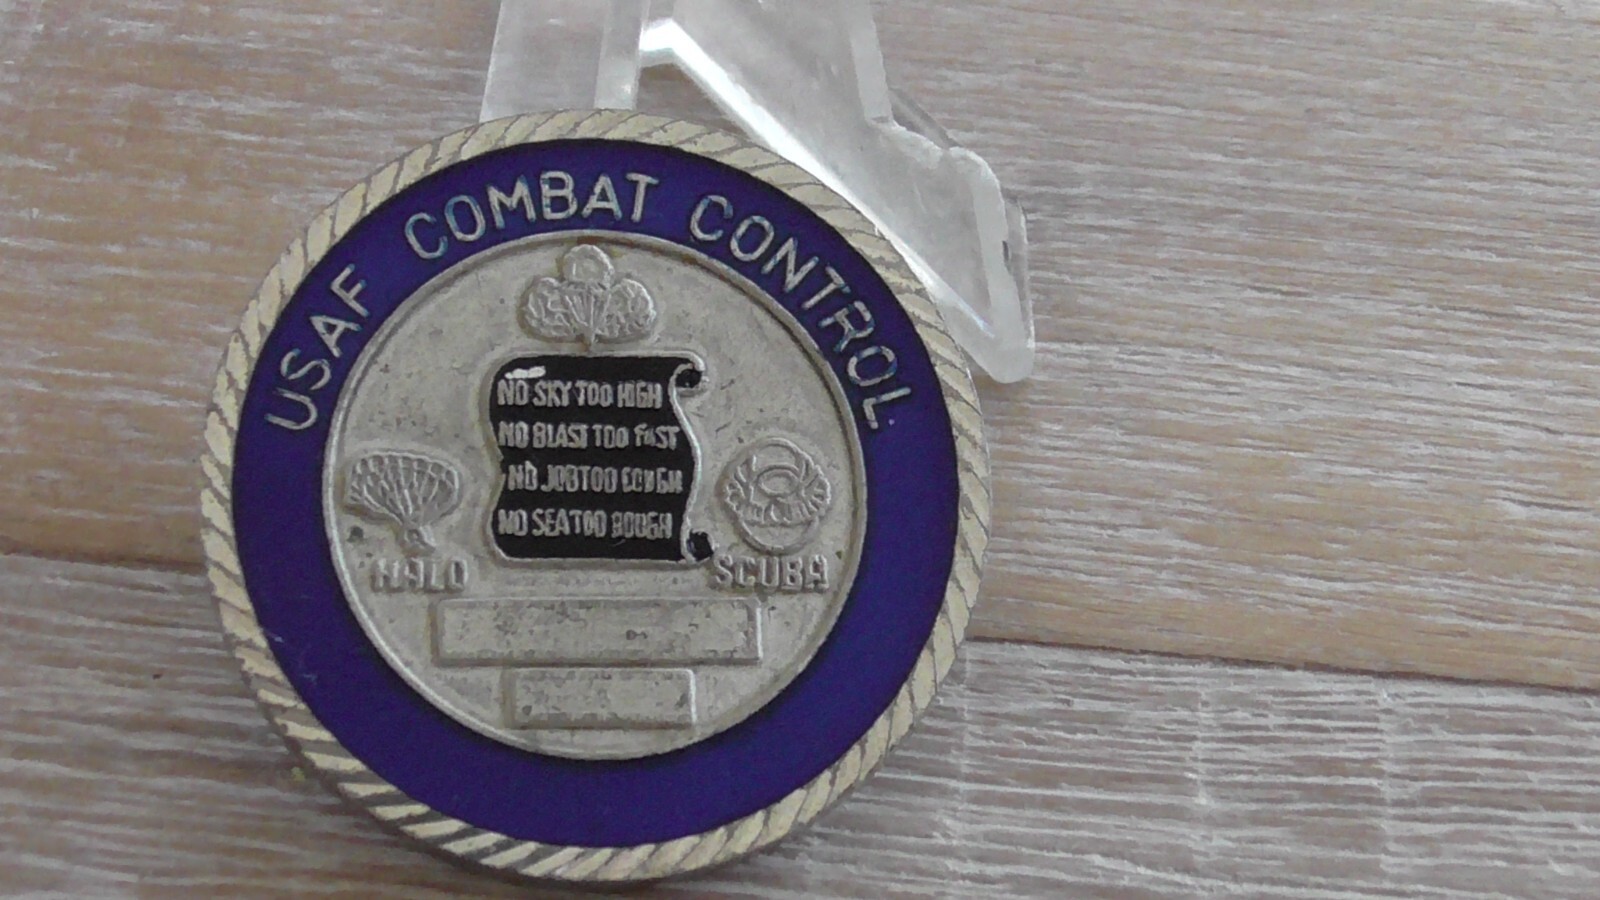 USAF COMBAT CONTROL
NO SKY TOO HIGH
NO BLAST TOO FAST
NO JOB TOO TOUGH
NO SEA TOO ROUGH
HALO
SCUBA